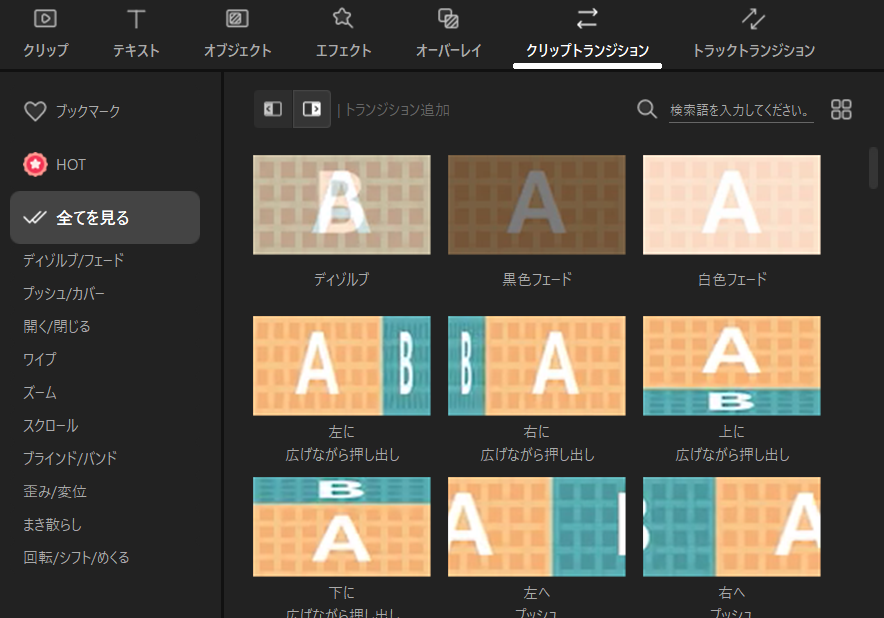 クリップ
テキスト
オブジェクト
エフェクト
オーバーレイ
クリップトランジション
トラックトランジション
ブックマーク
HOT
全てを見る
ディゾルブ/フェード
プッシュ/カバー
開く/閉じる
ワイプ
ズーム
スクロール
ブラインド/バンド
歪み/変位
まき散らし
回転/シフト/めくる
| トランジション追加
検索語を入力してください。
B A
A
A
ディゾルブ
黒色フェード
白色フェード
A B
B A
A
B
左に
広げながら押し出し
右に
広げながら押し出し
上に
広げながら押し出し
B
A
A
A
下に
広げながら押し出し
左へ
プッシュ
右へ
プッシュ